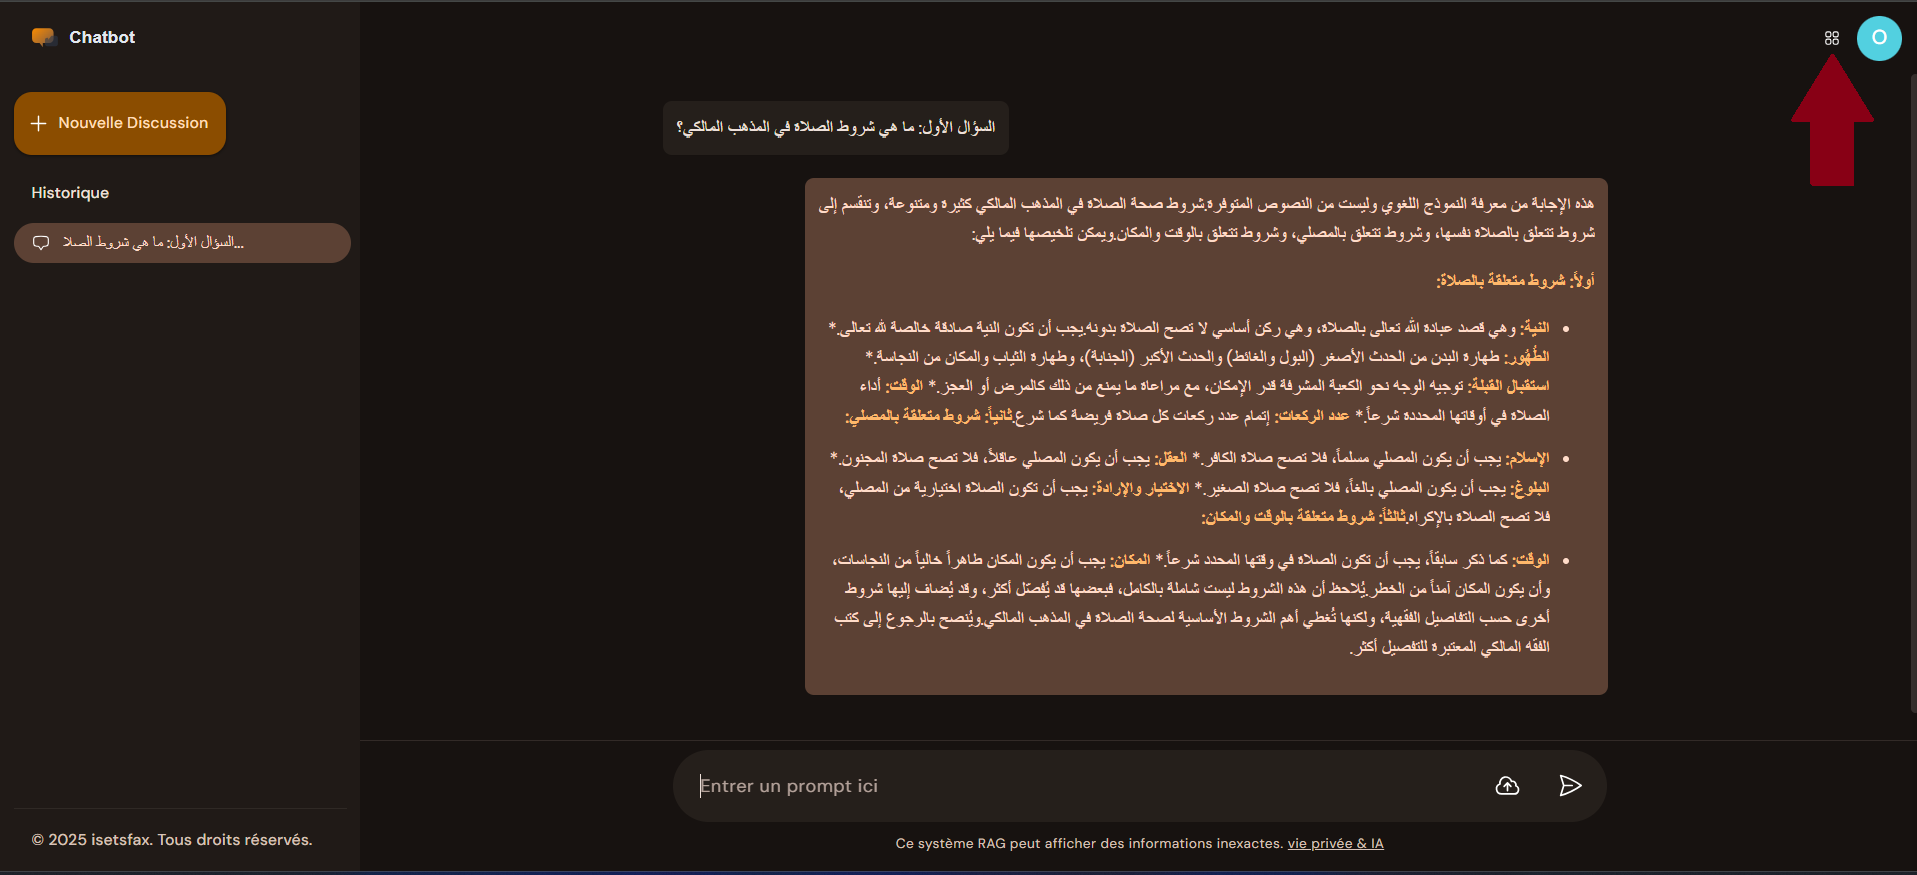 Chatbot
O
Nouvelle Discussion
Historique
السؤال الأول: ما هي شروط الصلا...
السؤال الأول: ما هي شروط الصلاة في المذهب المالكي؟
هذه الإجابة من معرفة النموذج اللغوي وليست من النصوص المتوفرة.شروط صحة الصلاة في المذهب المالكي كثيرة ومتنوعة، وتنقسم إلى
شروط تتعلق بالصلاة نفسها، وشروط تتعلق بالمصلي، وشروط تتعلق بالوقت والمكان.ويمكن تلخيصها فيما يلي:
أولاً: شروط متعلقة بالصلاة:
• النية: وهي قصد عبادة الله تعالى بالصلاة، وهي ركن أساسي لا تصح الصلاة بدونه.يجب أن تكون النية صادقة خالصة لله تعالى.*
الطُّهُور: طهارة البدن من الحدث الأصغر (البول والغائط) والحدث الأكبر (الجنابة)، وطهارة الثياب والمكان من النجاسة.*
استقبال القبلة: توجيه الوجه نحو الكعبة المشرفة قدر الإمكان، مع مراعاة ما يمنع من ذلك كالمرض أو العجز.* الوقت: أداء
الصلاة في أوقاتها المحددة شرعاً.* عدد الركعات: إتمام عدد ركعات كل صلاة فريضة كما شرع.ثانياً: شروط متعلقة بالمصلي:
• الإسلام: يجب أن يكون المصلي مسلماً، فلا تصح صلاة الكافر.* العقل: يجب أن يكون المصلي عاقلاً، فلا تصح صلاة المجنون.*
البلوغ: يجب أن يكون المصلي بالغاً، فلا تصح صلاة الصغير.* الاختيار والإرادة: يجب أن تكون الصلاة اختيارية من المصلي،
فلا تصح الصلاة بالإكراه.ثالثاً: شروط متعلقة بالوقت والمكان:
• الوقت: كما ذكر سابقاً، يجب أن تكون الصلاة في وقتها المحدد شرعاً.* المكان: يجب أن يكون المكان طاهراً خالياً من النجاسات،
وأن يكون المكان آمناً من الخطر.يُلاحظ أن هذه الشروط ليست شاملة بالكامل، فبعضها قد يُفصّل أكثر، وقد يُضاف إليها شروط
أخرى حسب التفاصيل الفقهية، ولكنها تُغطي أهم الشروط الأساسية لصحة الصلاة في المذهب المالكي.ويُنصح بالرجوع إلى كتب
الفقه المالكي المعتبرة للتفصيل أكثر.
Entrer un prompt ici
Ce système RAG peut afficher des informations inexactes. vie privée & IA
© 2025 isetsfax. Tous droits réservés.